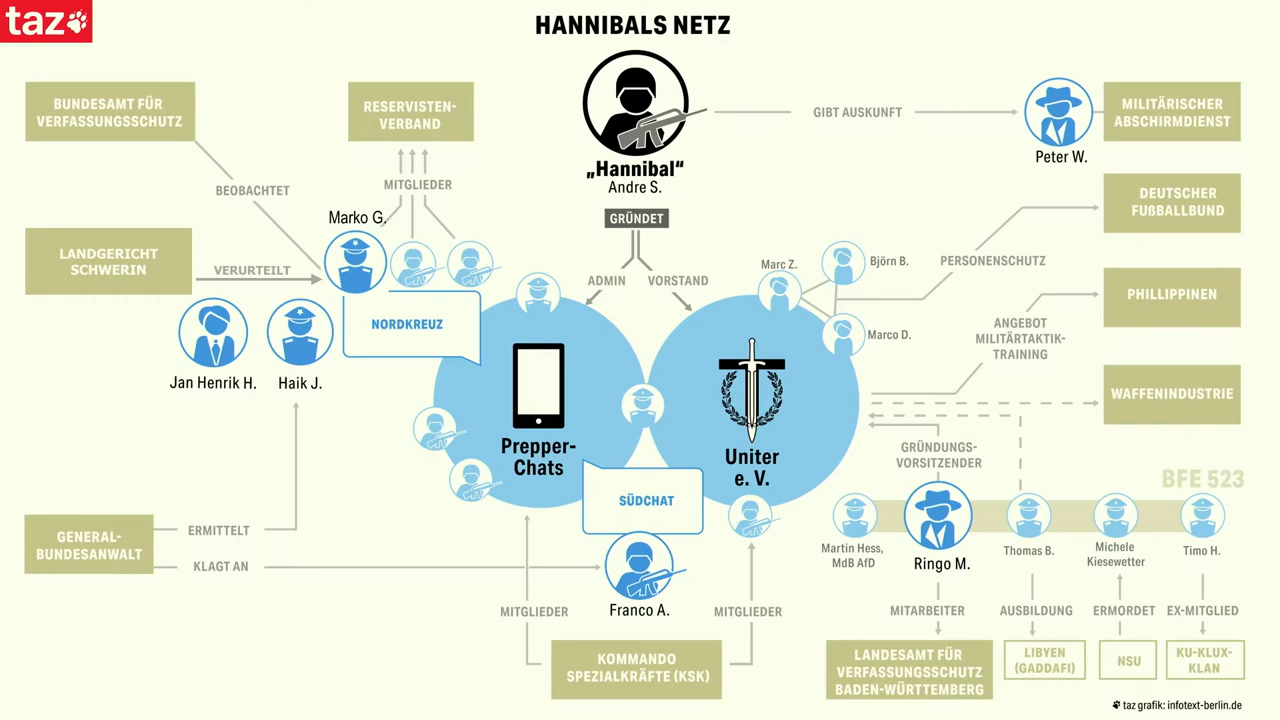 taz
HANNIBALS NETZ
BUNDESAMT FÜR
VERFASSUNGSSCHUTZ
RESERVISTEN-
VERBAND
GIBT AUSKUNFT
MILITÄRISCHER
ABSCHIRMDIENST
Peter W.
„Hannibal“
Andre S.
GRÜNDET
BEOBACHTET
MITGLIEDER
Marko G.
DEUTSCHER
FUẞBALLBUND
LANDGERICHT
SCHWERIN
VERURTEILT
ADMIN
VORSTAND
Marc Z.
Björn B.
PERSONENSCHUTZ
PHILLIPPINEN
NORDKREUZ
Marco D.
ANGEBOT
MILITÄRTAKTIK-
TRAINING
Jan Henrik H.
Haik J.
WAFFENINDUSTRIE
Prepper-
Chats
Uniter
e. V.
GRÜNDUNGS-
VORSITZENDER
BFE 523
SÜDCHAT
GENERAL-
BUNDESANWALT
ERMITTELT
KLAGT AN
Martin Hess,
MdB AfD
Ringo M.
Thomas B.
Michele
Kiesewetter
Timo H.
Franco A.
MITGLIEDER
MITGLIEDER
MITARBEITER
AUSBILDUNG
ERMORDET
EX-MITGLIED
KOMMANDO
SPEZIALKRÄFTE (KSK)
LANDESAMT FÜR
VERFASSUNGSSCHUTZ
BADEN-WÜRTTEMBERG
LIBYEN
(GADDAFI)
NSU
KU-KLUX-
KLAN
taz grafik: infotext-berlin.de